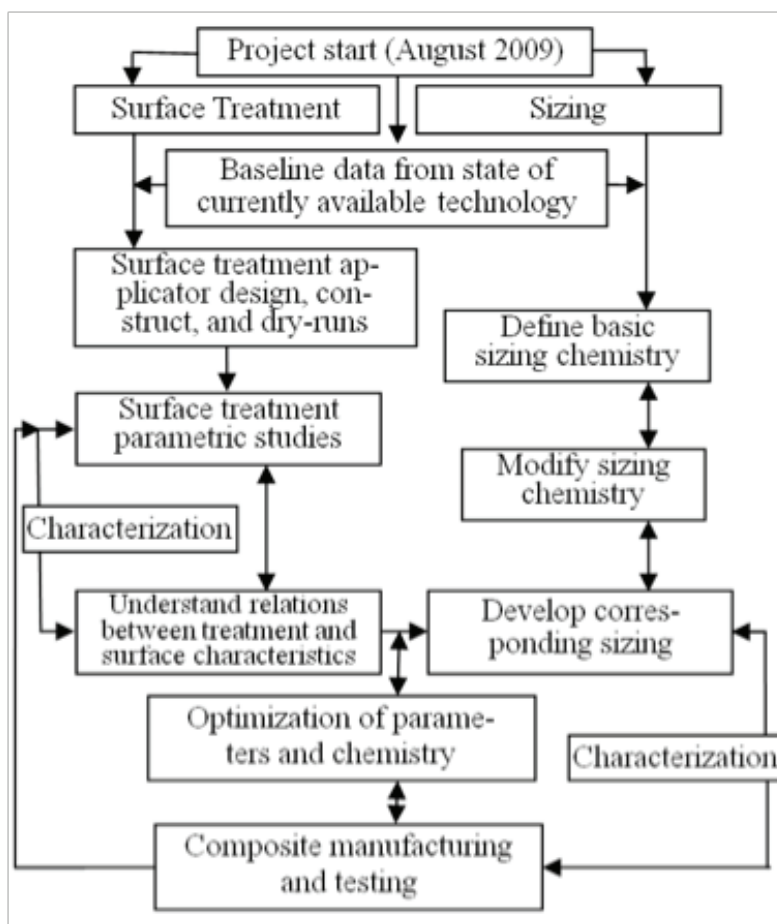 Project start (August 2009)
Surface Treatment
Sizing
Baseline data from state of
currently available technology
Surface treatment ap-
plicator design, con-
struct, and dry-runs
Define basic
sizing chemistry
Surface treatment
parametric studies
Modify sizing
chemistry
Characterization
Understand relations
between treatment and
surface characteristics
Develop corres-
ponding sizing
Optimization of parame-
ters and chemistry
Characterization
Composite manufacturing
and testing